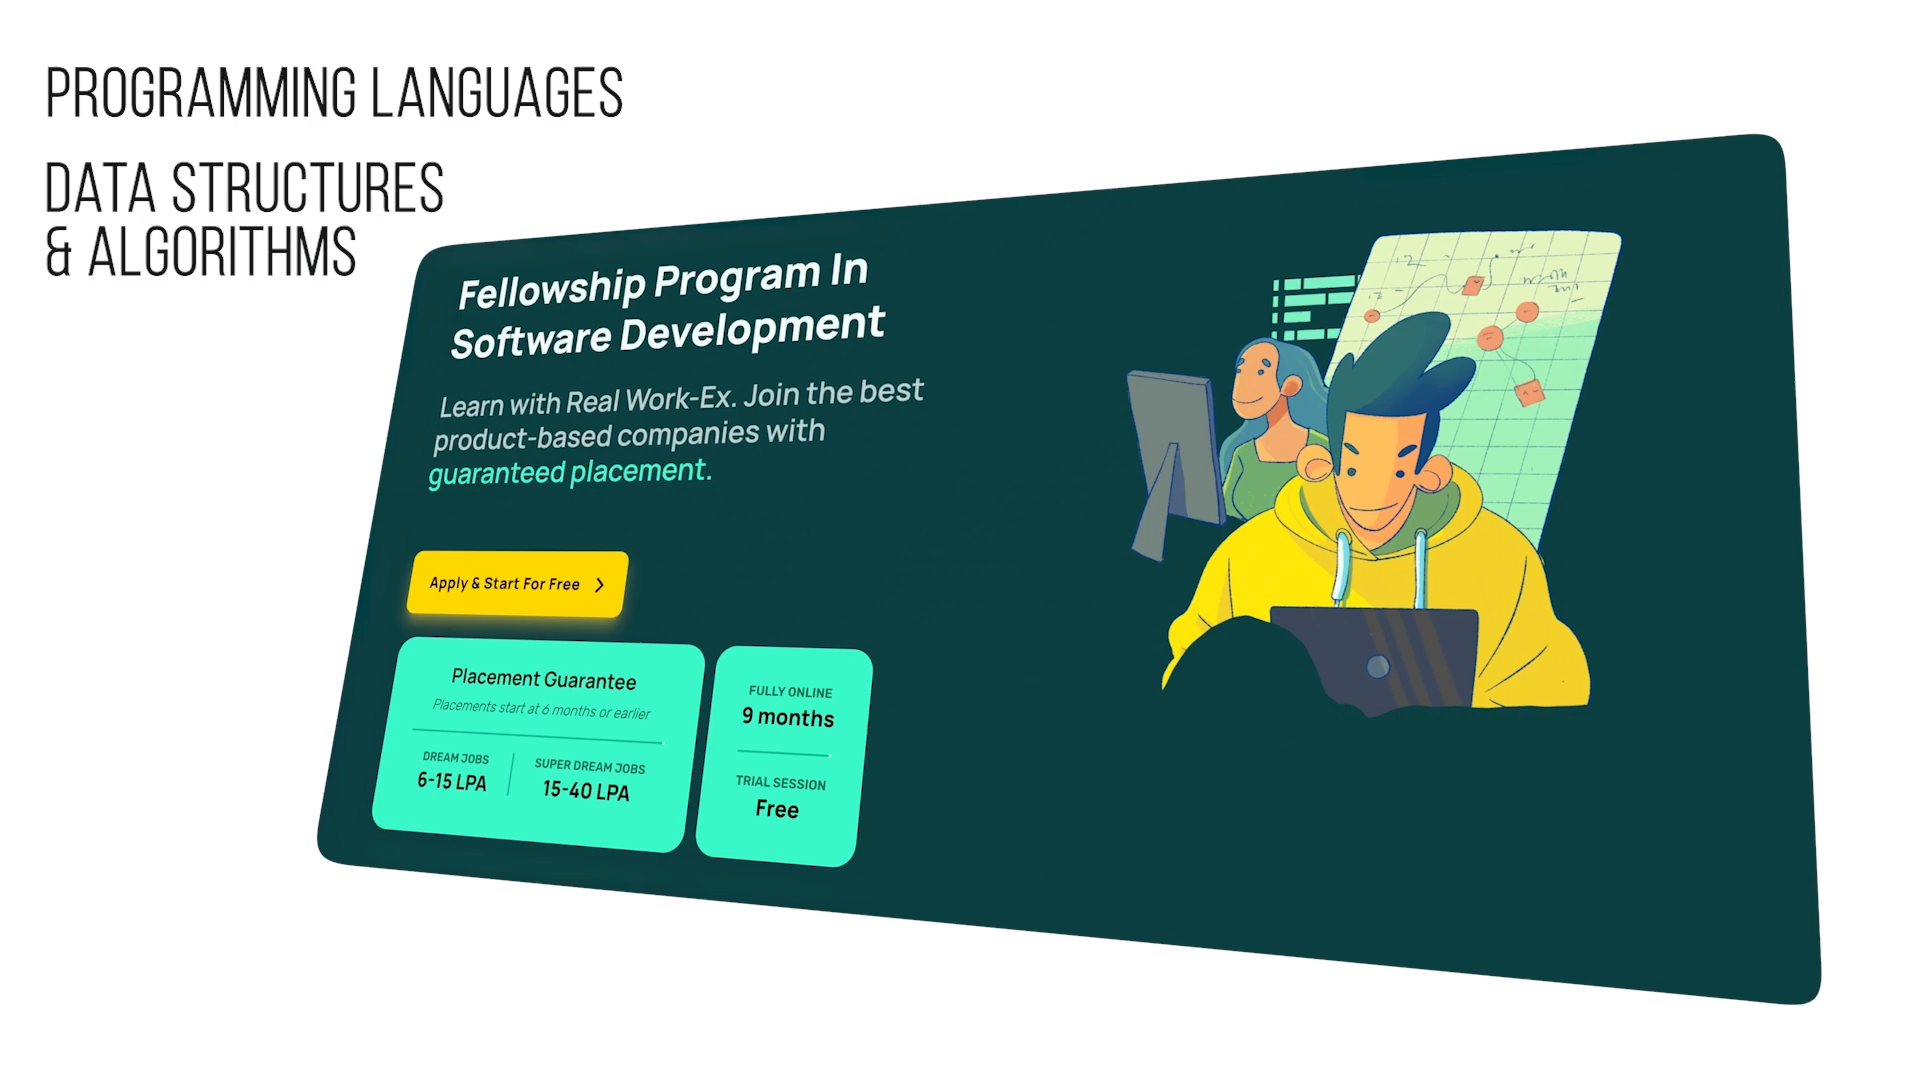 PROGRAMMING LANGUAGES
DATA STRUCTURES
& ALGORITHMS
Fellowship Program In
Software Development
Learn with Real Work-Ex. Join the best
product-based companies with
guaranteed placement.
Apply & Start For Free
Placement Guarantee
Placements start at 6 months or earlier
DREAM JOBS
6-15 LPA
SUPER DREAM JOBS
15-40 LPA
FULLY ONLINE
9 months
TRIAL SESSION
Free